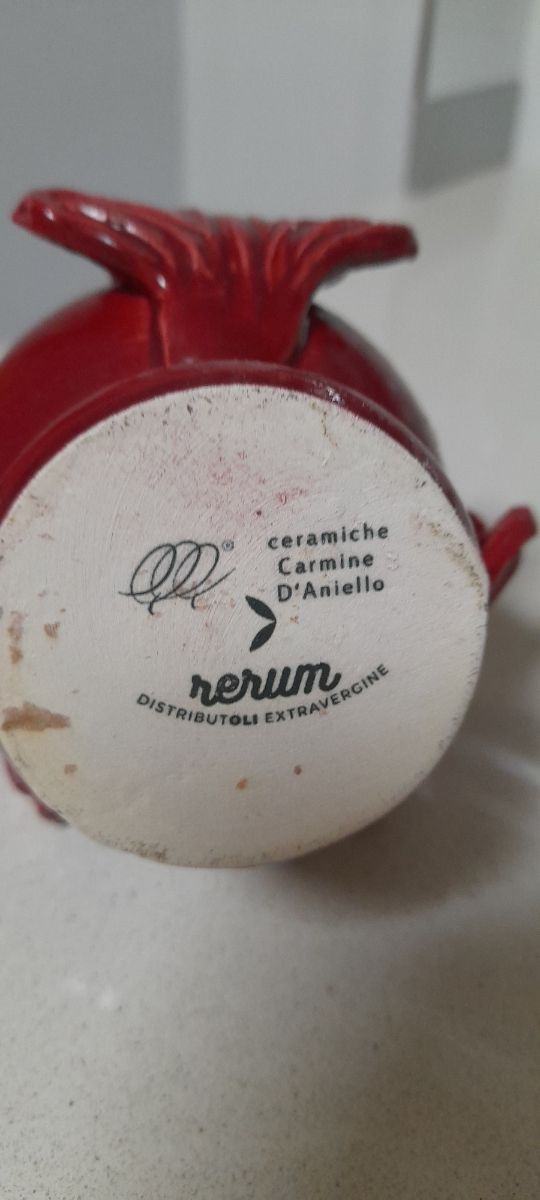 ®
ceramiche
Carmine
D'Aniello
rerum
DISTRIBUTOLI EXTRAVERGINE